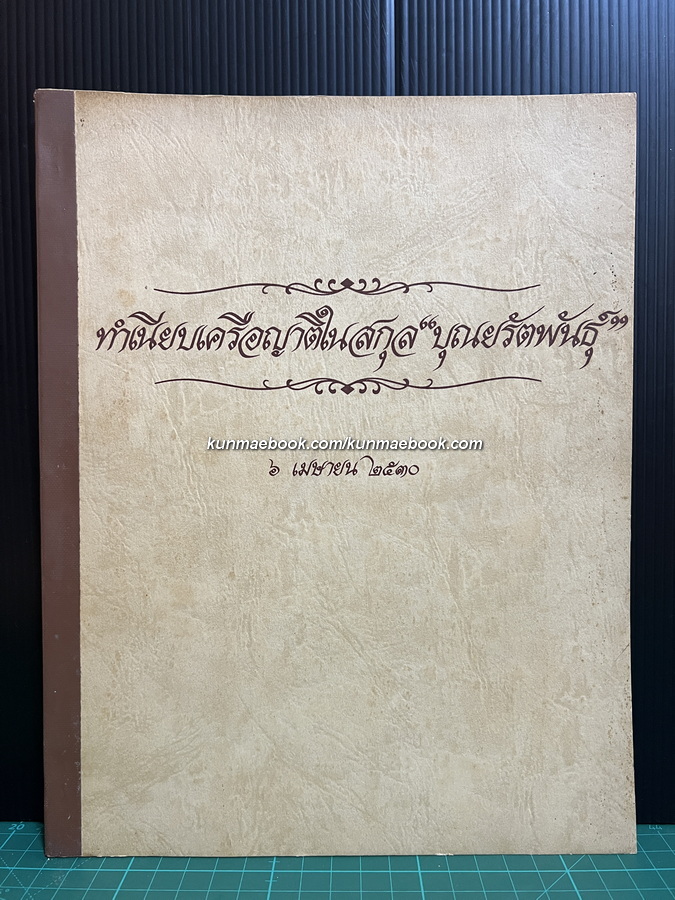 ทำเนียบเครือญาติในสกุล“บุณยรัตพันธุ์”
kunmaebook.com/kunmaebook.com
๖ เมษายน ๒๕๓๐
20